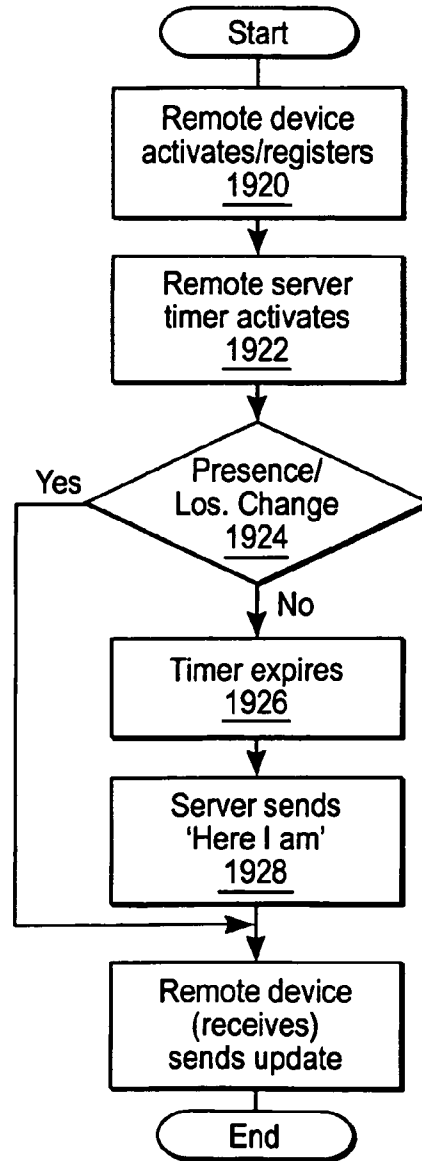 Start
Remote device
activates/registers
1920
Remote server
timer activates
1922
Yes
Presence/
Los. Change
1924
No
Timer expires
1926
Server sends
'Here I am'
1928
Remote device
(receives)
sends update
End